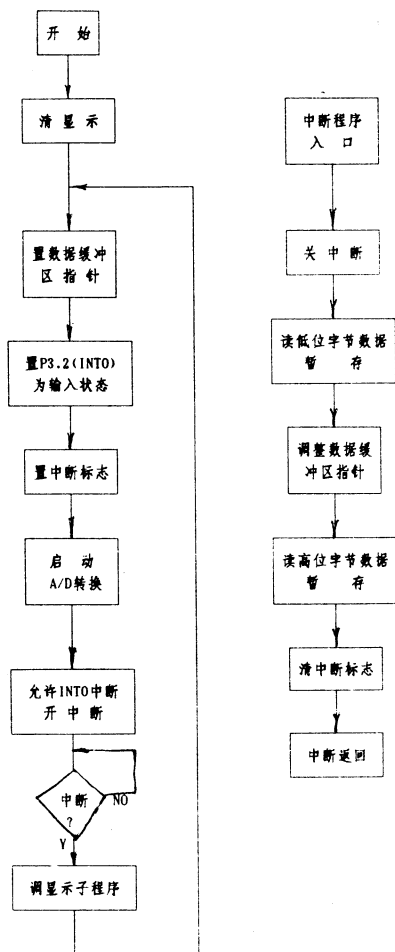 开 始
清 显 示
置数据缓冲
区 指 针
置P3.2(INTO)
为输入状态
置中断标志
启 动
A/D转换
允许INTO中断
开 中 断
中断
?
NO
Y
调显示子程序
中断程序
入 口
关 中 断
读低位字节数据
暂 存
调整数据缓
冲区指针
读高位字节数据
暂 存
清中断标志
中断返回